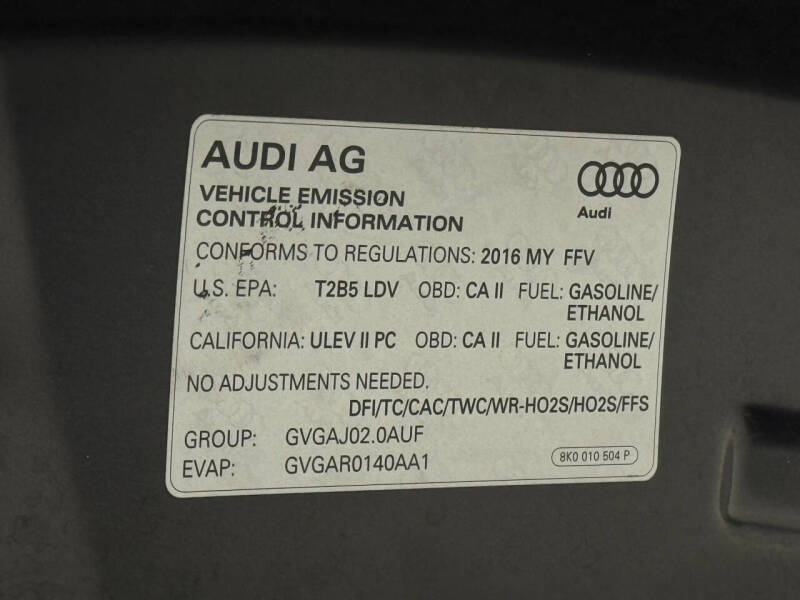 AUDI AG
Audi
VEHICLE EMISSION
CONTROL INFORMATION
CONFORMS TO REGULATIONS: 2016 MY FFV
U.S. EPA: T2B5 LDV OBD: CA II FUEL: GASOLINE/
ETHANOL
CALIFORNIA: ULEV II PC OBD: CA II FUEL: GASOLINE/
ETHANOL
NO ADJUSTMENTS NEEDED.
DFI/TC/CAC/TWC/WR-HO2S/HO2S/FFS
GROUP: GVGAJ02.0AUF
EVAP: GVGAR0140AA1
8K0 010 504 P